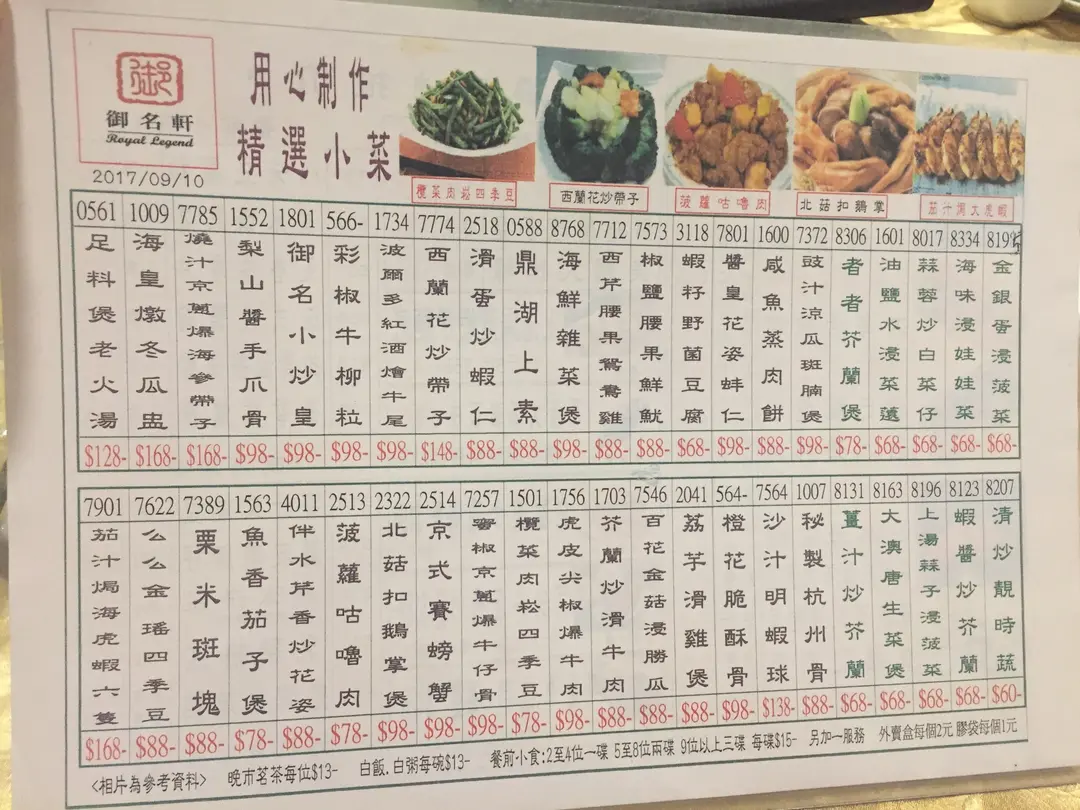 御
御名軒
Royal Legend
2017/09/10
用心制作
精選小菜
欖菜肉崧四季豆
西蘭花炒帶子
菠蘿咕嚕肉
北菇扣鵝掌
茄汁焗大虎蝦
0561 1009 7785 1552 1801 566- 1734 7774 2518 0588 8768 7712 7573 3118 7801 1600 7372 8306 1601 8017 8334 8199
足料煲老火湯
海皇燉冬瓜盅
燒汁京蔥爆海參帶子
梨山醬手爪骨
御名小炒皇
彩椒牛柳粒
波爾多紅酒燴牛尾
西蘭花炒帶子
滑蛋炒蝦仁
鼎湖上素
海鮮雜菜煲
西芹腰果鴛鴦雞
椒鹽腰果鮮魷
蝦籽野菌豆腐
醬皇花姿蚌仁
咸魚蒸肉餅
豉汁涼瓜斑腩煲
者者芥蘭煲
油鹽水浸菜薳
蒜蓉炒白菜仔
海味浸娃娃菜
金銀蛋浸菠菜
$128- $168- $168- $98- $98- $98- $98- $148- $88- $88- $98- $88- $88- $68- $98- $88- $98- $78- $68- $68- $68- $68-
7901 7622 7389 1563 4011 2513 2322 2514 7257 1501 1756 1703 7546 2041 564- 7564 1007 8131 8163 8196 8123 8207
茄汁焗海虎蝦六隻
公公金瑤四季豆
栗米斑塊
魚香茄子煲
伴水芹香炒花姿
菠蘿咕嚕肉
北菇扣鵝掌煲
京式賽螃蟹
蜜椒京蔥爆牛仔骨
欖菜肉崧四季豆
虎皮尖椒爆牛肉
芥蘭炒滑牛肉
百花金菇浸勝瓜
荔芋滑雞煲
橙花脆酥骨
沙汁明蝦球
秘製杭州骨
薑汁炒芥蘭
大澳唐生菜煲
上湯蒜子浸菠菜
蝦醬炒芥蘭
清炒靚時蔬
$168- $88- $88- $78- $88- $78- $98- $98- $98- $78- $98- $88- $88- $88- $98- $138- $88- $68- $68- $68- $68- $60-
<相片為參考資料> 晚市茗茶每位$13- 白飯.白粥每碗$13- 餐前小食:2至4位一碟 5至8位兩碟 9位以上三碟 每碟$15- 另加一服務 外賣盒每個2元 膠袋每個1元